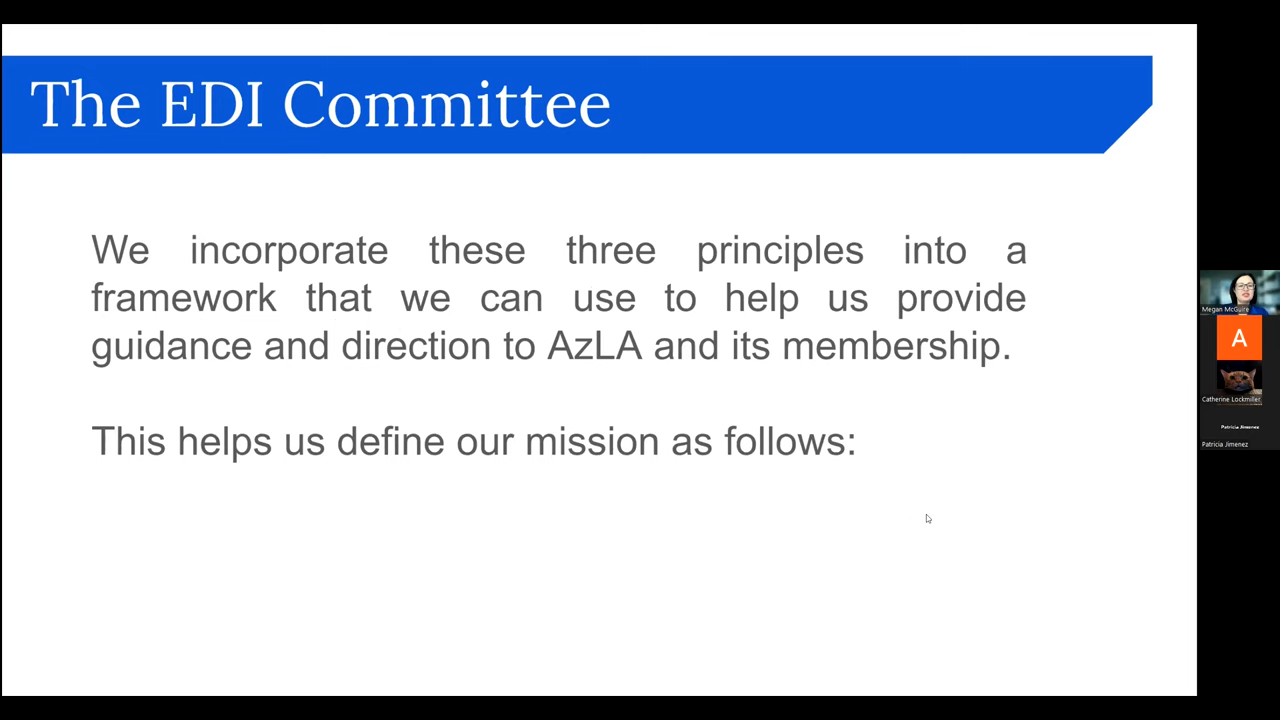 The EDI Committee
We incorporate these three principles into a
framework that we can use to help us provide
guidance and direction to AzLA and its membership.
This helps us define our mission as follows:
Megan McGuire
A
Catherine Lockmiller
Patricia Jimenez
Patricia Jimenez